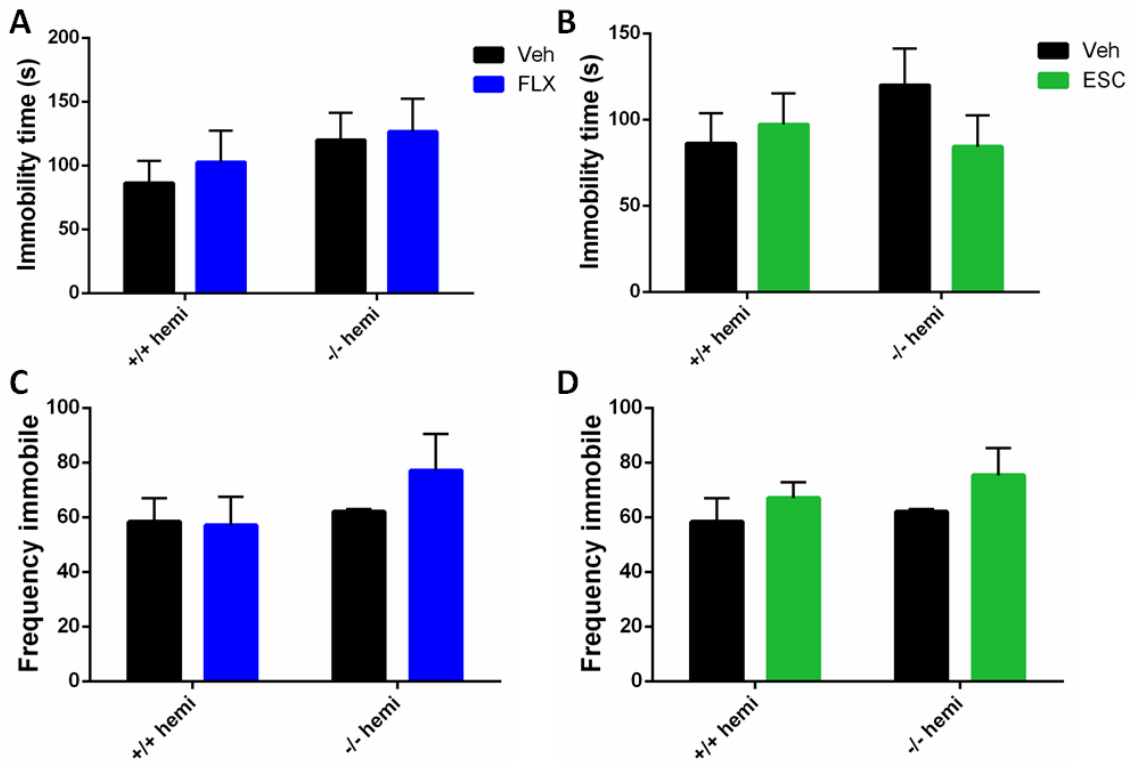 A
Immobility time (s)
200
150
100
50
0
+/+ hemi
-/- hemi
Veh
FLX
B
Immobility time (s)
150
100
50
0
+/+ hemi
-/- hemi
Veh
ESC
C
Frequency immobile
100
80
60
40
20
0
+/+ hemi
-/- hemi
D
Frequency immobile
100
80
60
40
20
0
+/+ hemi
-/- hemi